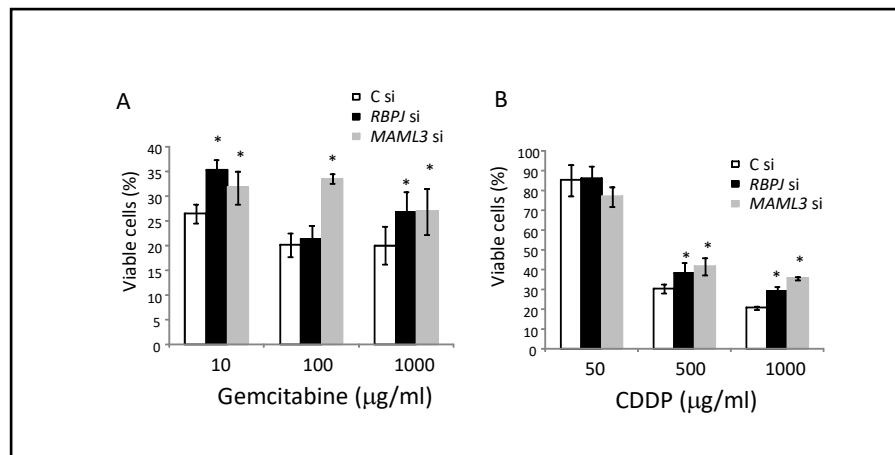 A
C si
RBPJ si
MAML3 si
Viable cells (%)
40
35
30
25
20
15
10
5
0
* * * * *
10 100 1000
Gemcitabine (µg/ml)
B
C si
RBPJ si
MAML3 si
Viable cells (%)
100
90
80
70
60
50
40
30
20
10
0
* * * *
50 500 1000
CDDP (µg/ml)